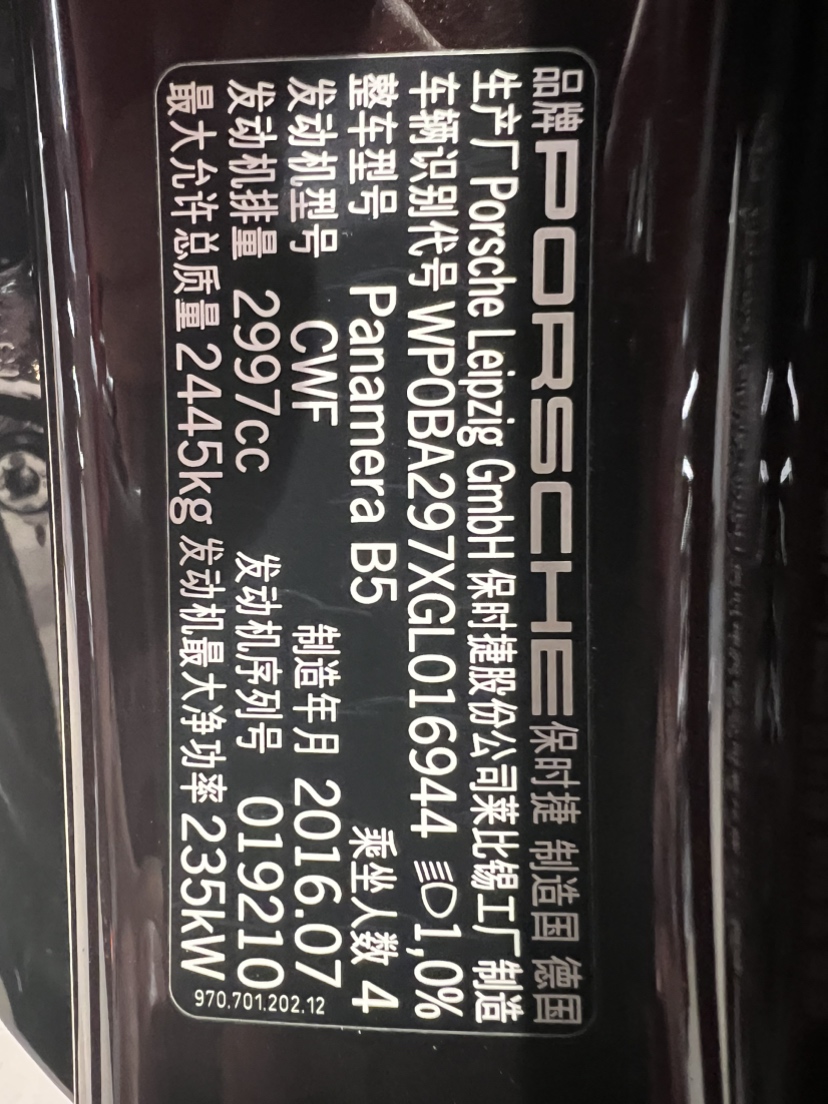 品牌 PORSCHE 保时捷 制造国 德国
生产厂 Porsche Leipzig GmbH 保时捷股份公司莱比锡工厂 制造
车辆识别代号 WP0BA297XGL016944 1,0%
整车型号 Panamera B5 乘坐人数 4
发动机型号 CWF 制造年月 2016.07
发动机排量 2997cc 发动机序列号 019210
最大允许总质量 2445kg 发动机最大净功率 235kW
970.701.202.12